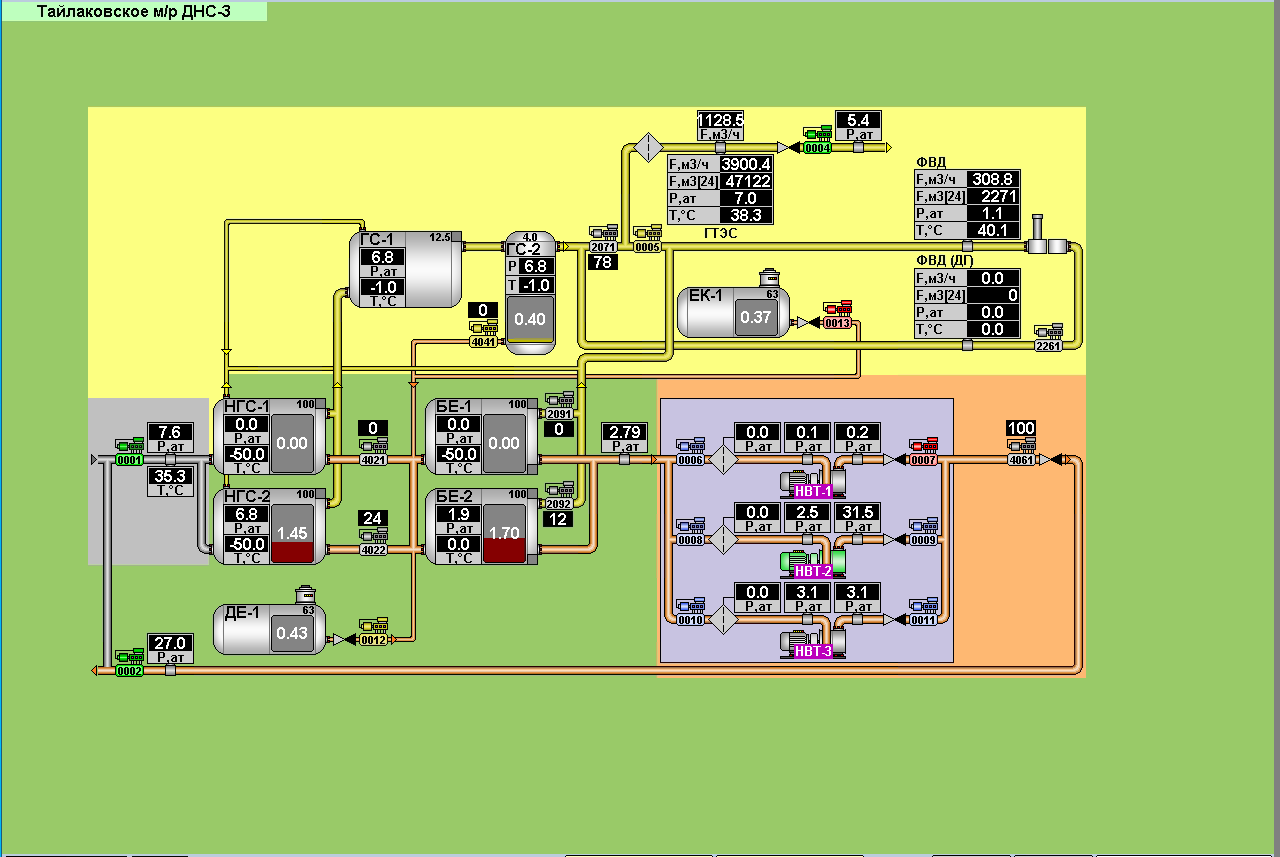 Тайлаковское м/р ДНС-3
1128.5
F,м3/ч
5.4
P,ат
0004
F,м3/ч 3900.4
F,м3[24] 47122
P,ат 7.0
T,°C 38.3
ГТЭС
ФВД
F,м3/ч 308.8
F,м3[24] 2271
P,ат 1.1
T,°C 40.1
ГС-1 12.5
6.8
P,ат
-1.0
T,°C
4.0
ГС-2
P 6.8
T -1.0
0.40
2071
78
0005
ФВД (ДГ)
F,м3/ч 0.0
F,м3[24] 0
P,ат 0.0
T,°C 0.0
2261
ЕК-1 63
0.37
0013
0
4041
НГС-1 100
0.0
P,ат
-50.0
T,°C
0.00
0
4021
БЕ-1 100
0.0
P,ат
-50.0
T,°C
0.00
2091
0
7.6
P,ат
0001
35.3
T,°C
2.79
P,ат
НГС-2 100
6.8
P,ат
-50.0
T,°C
1.45
24
4022
БЕ-2 100
1.9
P,ат
0.0
T,°C
1.70
2092
12
0006
0.0 0.1 0.2
P,ат P,ат P,ат
0007
НВТ-1
100
4061
0008
0.0 2.5 31.5
P,ат P,ат P,ат
0009
НВТ-2
0010
0.0 3.1 3.1
P,ат P,ат P,ат
0011
НВТ-3
ДЕ-1 63
0.43
0012
27.0
P,ат
0002